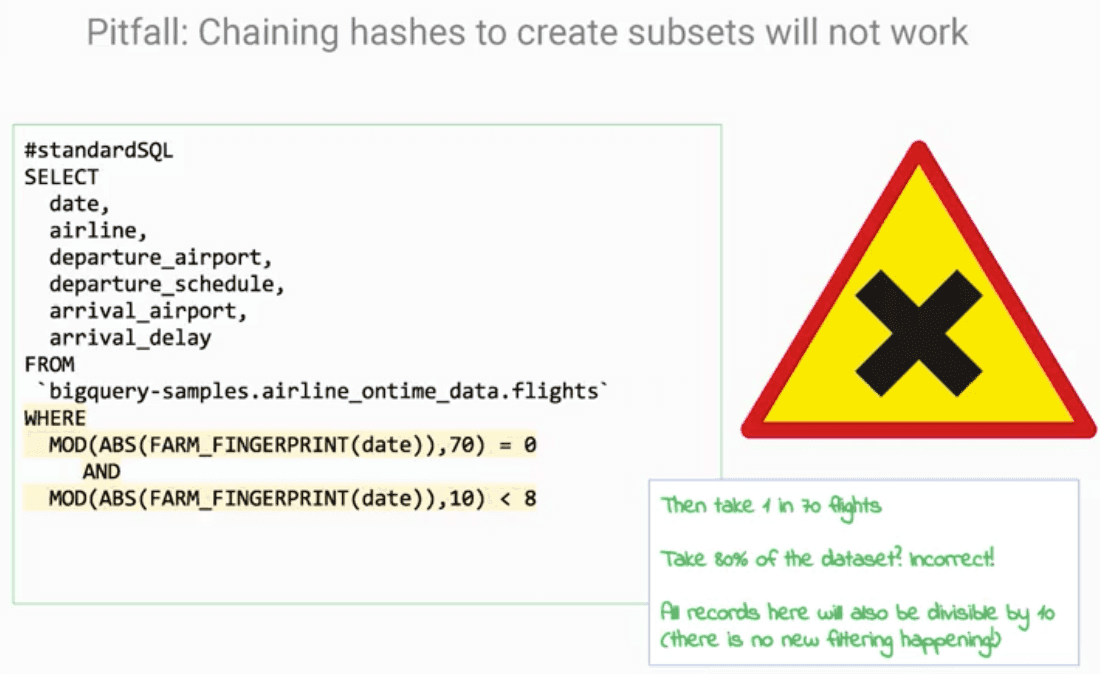 Pitfall: Chaining hashes to create subsets will not work
#standardSQL
SELECT
date,
airline,
departure_airport,
departure_schedule,
arrival_airport,
arrival_delay
FROM
`bigquery-samples.airline_ontime_data.flights`
WHERE
MOD(ABS(FARM_FINGERPRINT(date)),70) = 0
AND
MOD(ABS(FARM_FINGERPRINT(date)),10) < 8
Then take 1 in 70 flights
Take 80% of the dataset? Incorrect!
All records here will also be divisible by 10
(there is no new filtering happening!)